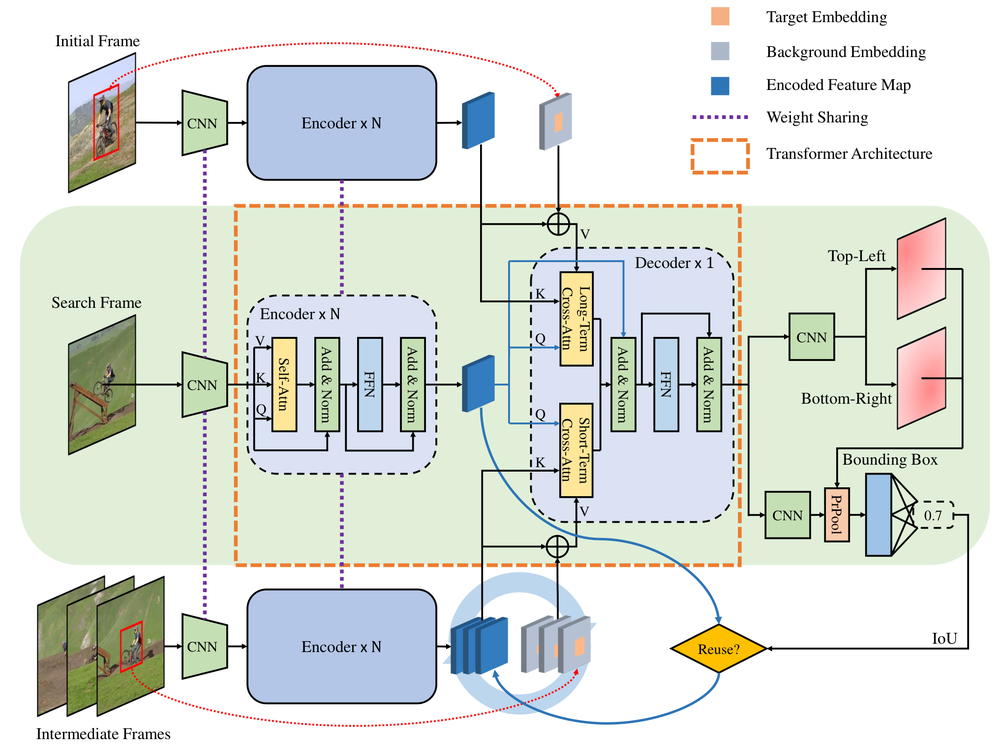 Initial Frame
CNN
Encoder x N
Target Embedding
Background Embedding
Encoded Feature Map
Weight Sharing
Transformer Architecture
V
Search Frame
CNN
Encoder x N
V
K
Q
Self-Attn
Add & Norm
FFN
Add & Norm
Decoder x 1
K
Long-Term
Cross-Attn
Q
Q
Short-Term
Cross-Attn
K
V
Add & Norm
FFN
Add & Norm
Top-Left
CNN
Bottom-Right
Bounding Box
CNN
PrPool
0.7
IoU
Reuse?
CNN
Encoder x N
Intermediate Frames